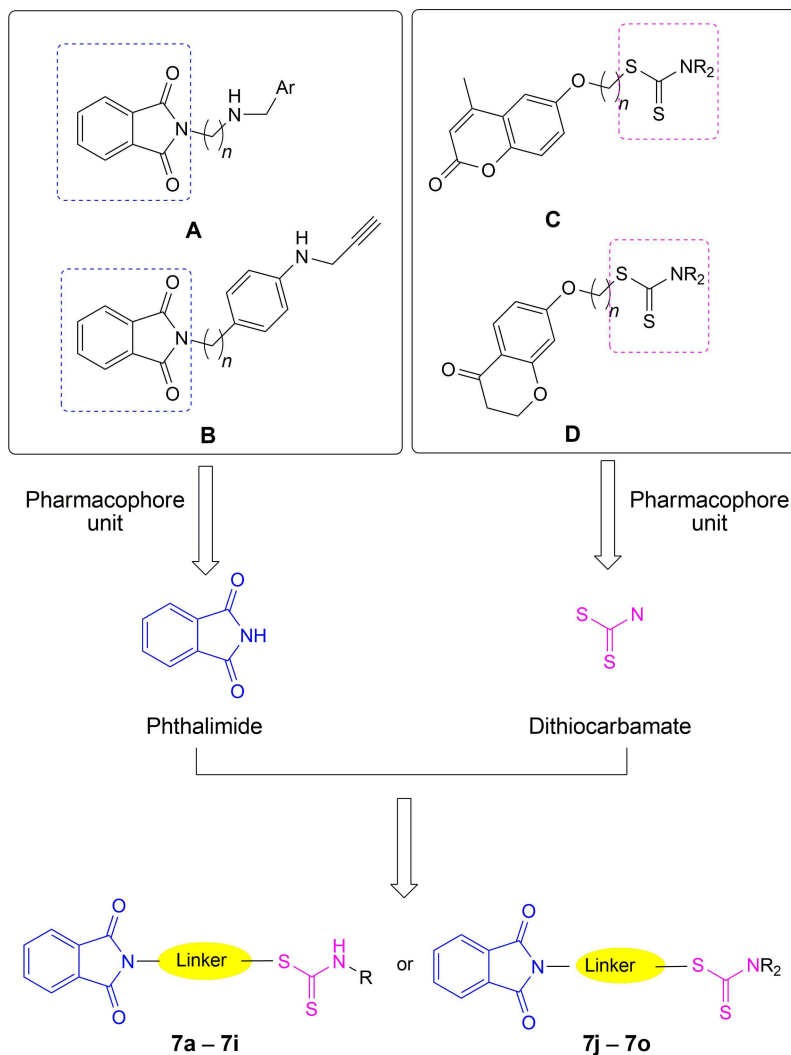 O
N
O
n
H
N
Ar
A
O
N
O
n
H
N
B
O
O
O
n
S
NR2
S
C
O
O
O
n
S
NR2
S
D
Pharmacophore
unit
Pharmacophore
unit
O
NH
O
Phthalimide
S
N
S
Dithiocarbamate
O
N
O
Linker
S
H
N
R
S
7a – 7i
or
O
N
O
Linker
S
NR2
S
7j – 7o